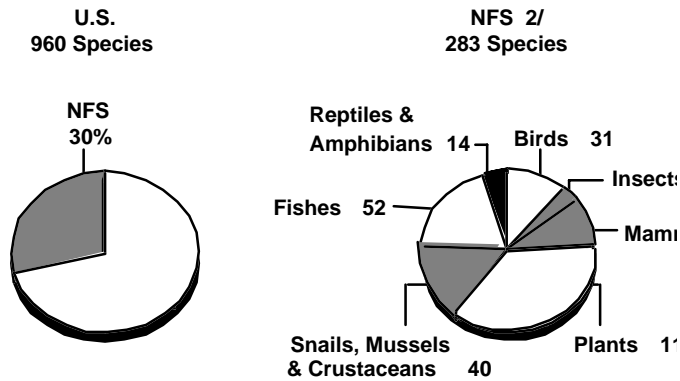 U.S.
960 Species
NFS 2/
283 Species
NFS
30%
Reptiles &
Amphibians 14
Birds 31
Insects
Fishes 52
Snails, Mussels
& Crustaceans 40
Plants